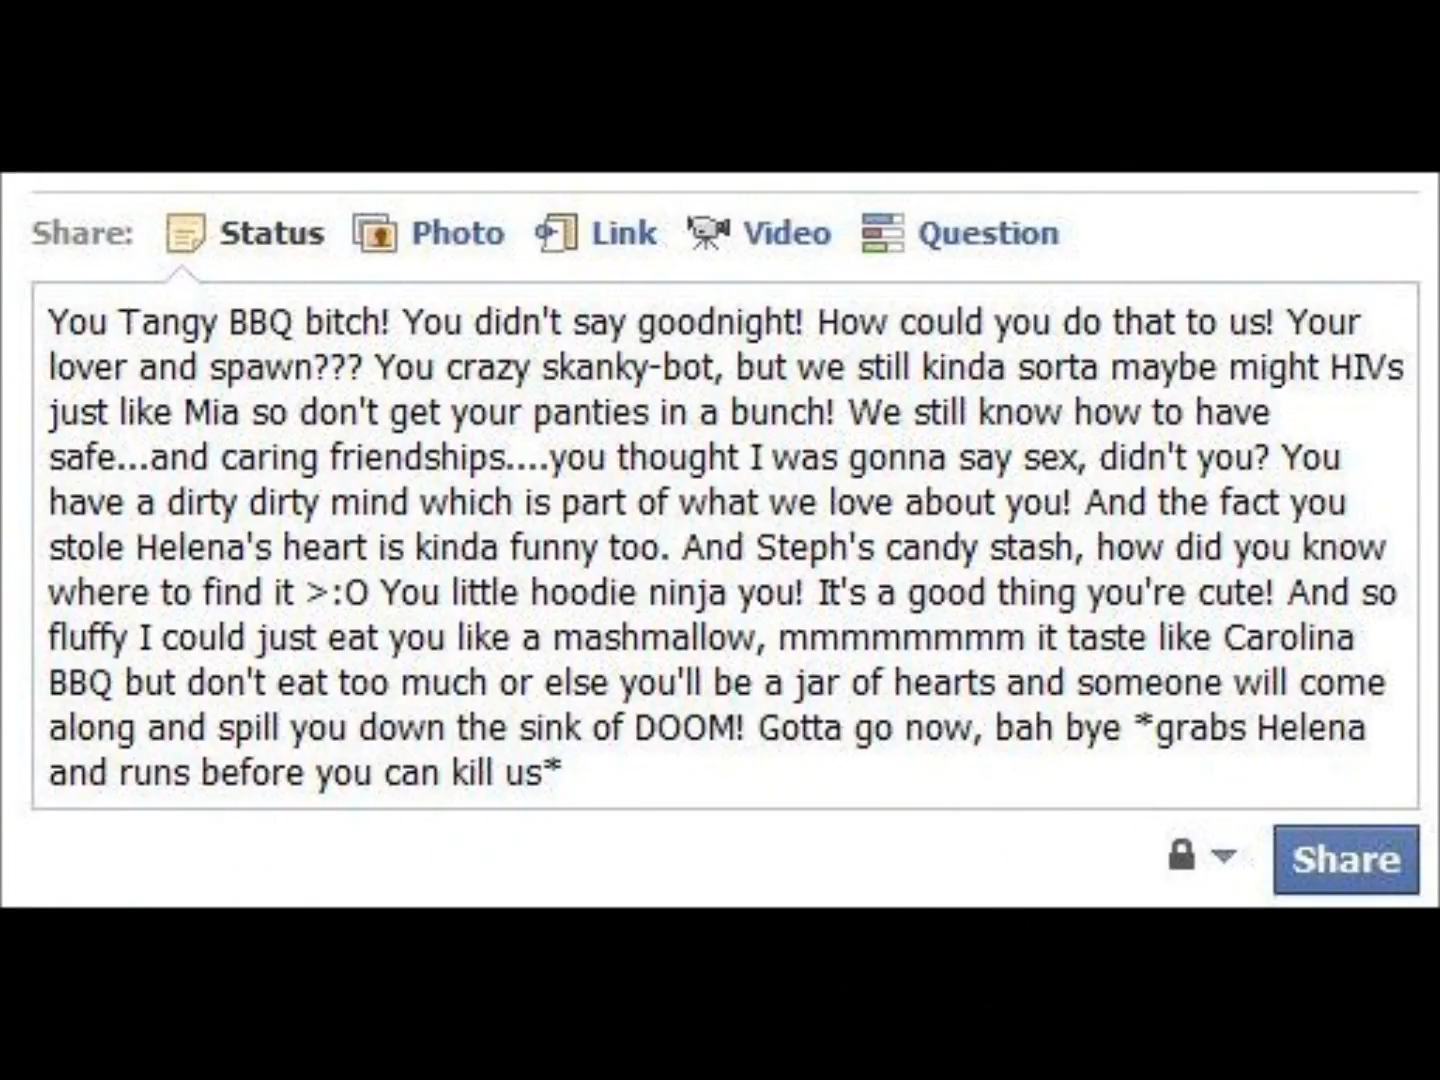 Share: Status Photo Link Video Question
You Tangy BBQ bitch! You didn't say goodnight! How could you do that to us! Your
lover and spawn??? You crazy skanky-bot, but we still kinda sorta maybe might HIVs
just like Mia so don't get your panties in a bunch! We still know how to have
safe...and caring friendships....you thought I was gonna say sex, didn't you? You
have a dirty dirty mind which is part of what we love about you! And the fact you
stole Helena's heart is kinda funny too. And Steph's candy stash, how did you know
where to find it >:O You little hoodie ninja you! It's a good thing you're cute! And so
fluffy I could just eat you like a mashmallow, mmmmmmmm it taste like Carolina
BBQ but don't eat too much or else you'll be a jar of hearts and someone will come
along and spill you down the sink of DOOM! Gotta go now, bah bye *grabs Helena
and runs before you can kill us*
Share